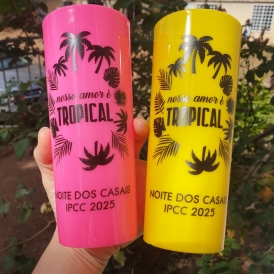 nosso amor é
TROPICAL
NOITE DOS CASAIS
IPCC 2025
nosso amor é
TROPICAL
NOITE DOS CASAIS
IPCC 2025